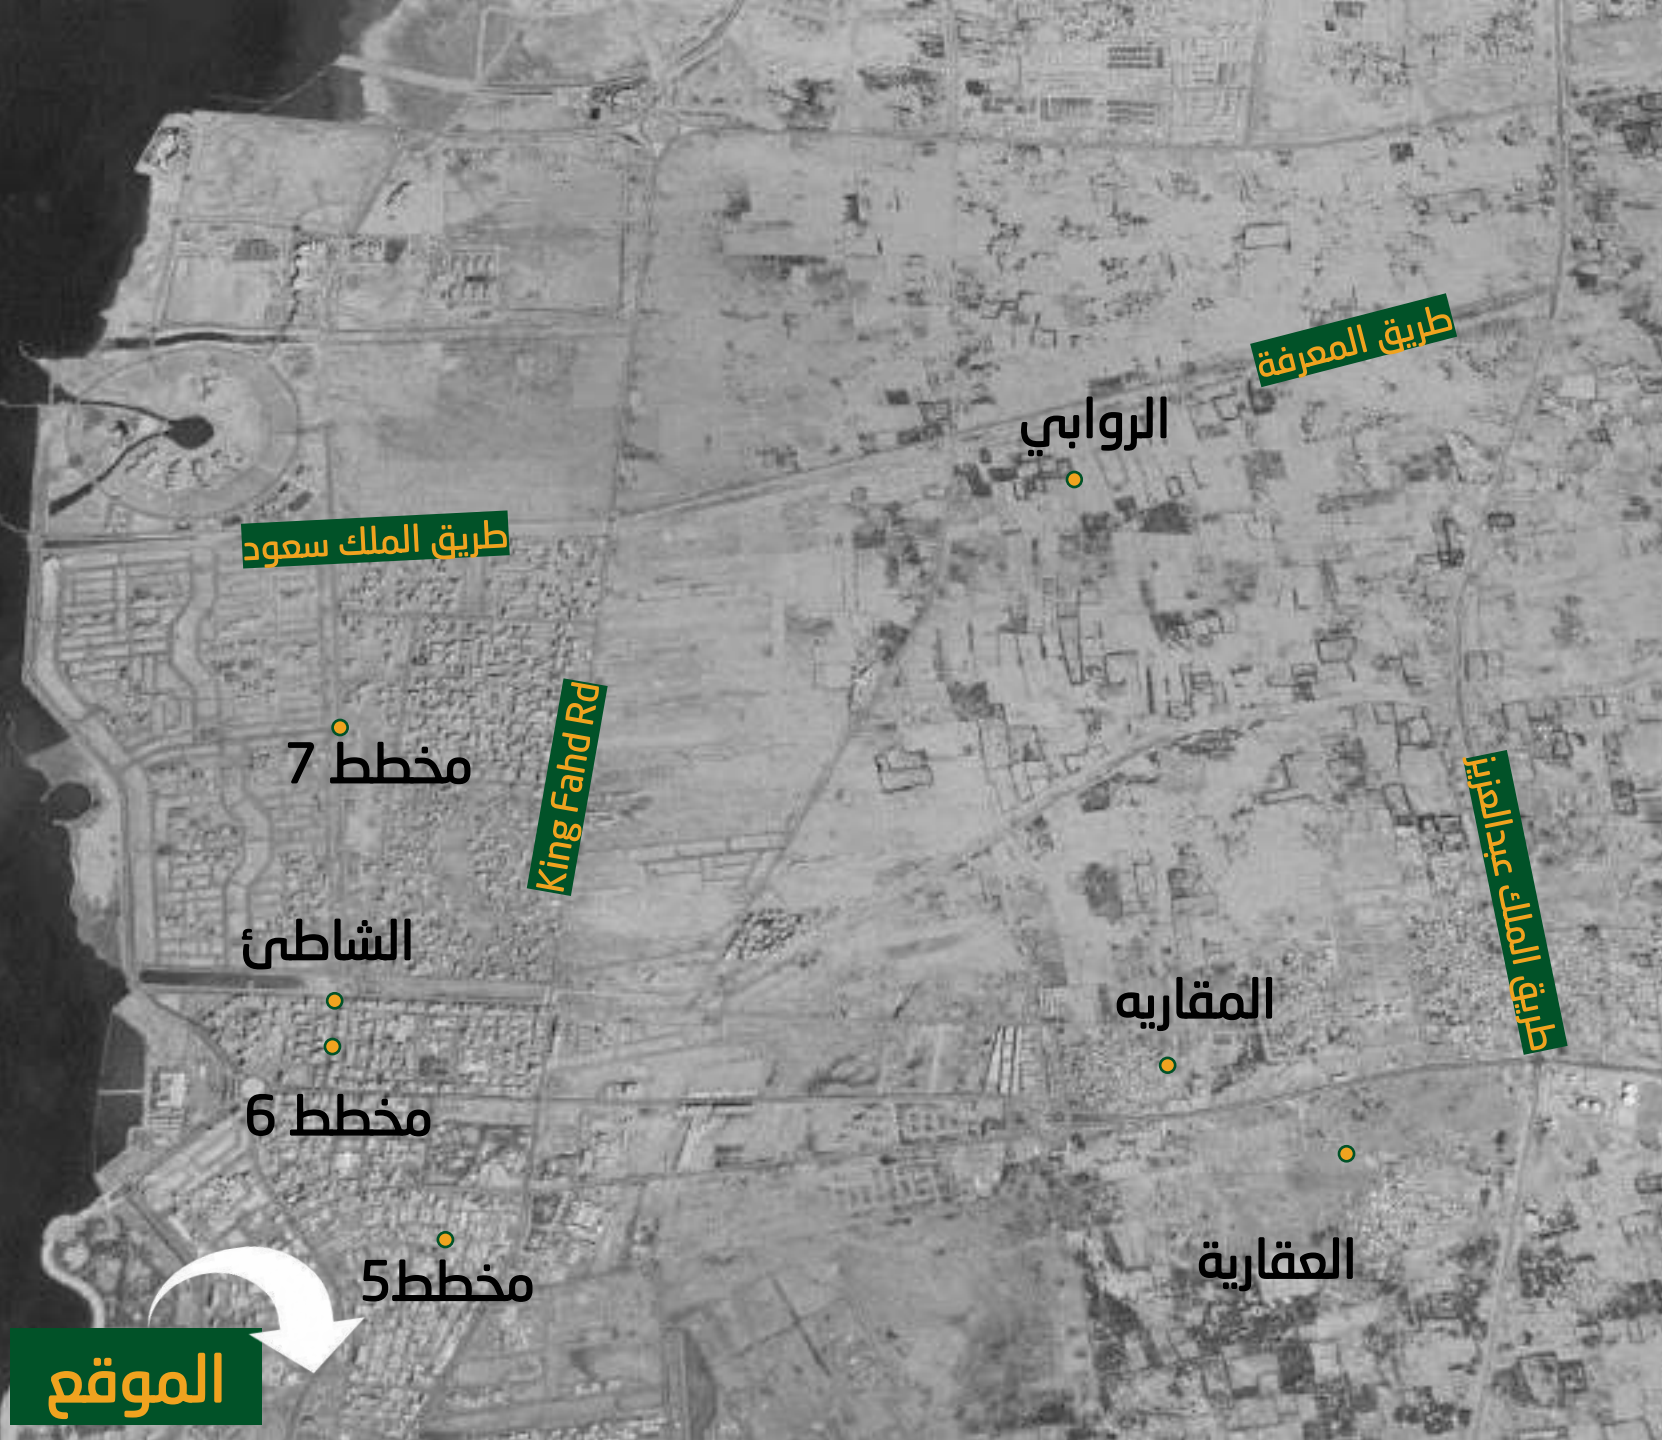 طريق المعرفة
الروابي
طريق الملك سعود
King Fahd Rd
مخطط 7
طريق الملك عبدالعزيز
الشاطئ
المقاريه
مخطط 6
العقارية
مخطط5
الموقع